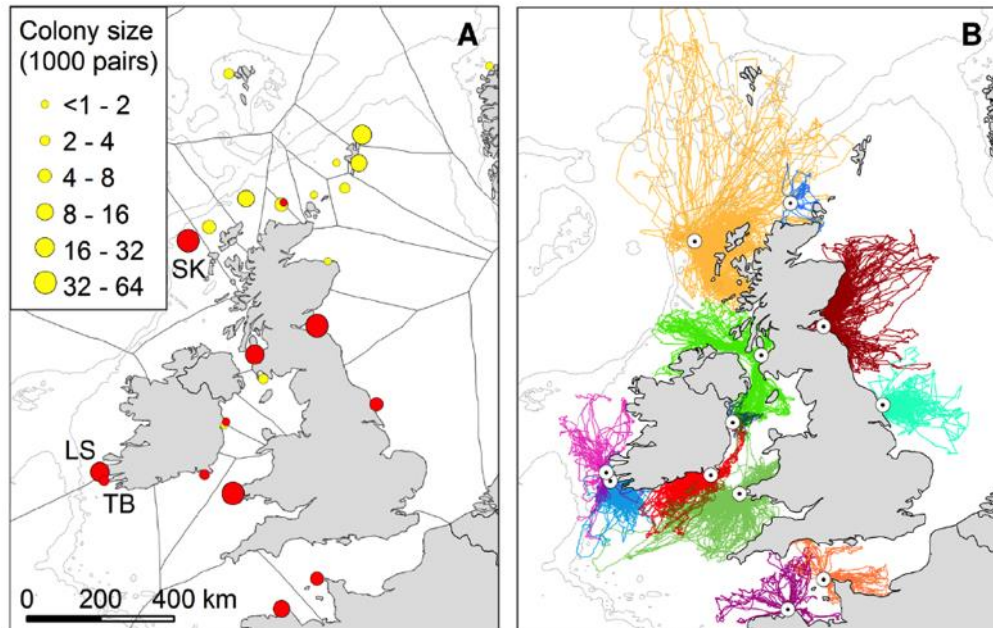 Colony size
(1000 pairs)
<1 - 2
2 - 4
4 - 8
8 - 16
16 - 32
32 - 64
A
B
SK
LS
TB
0 200 400 km